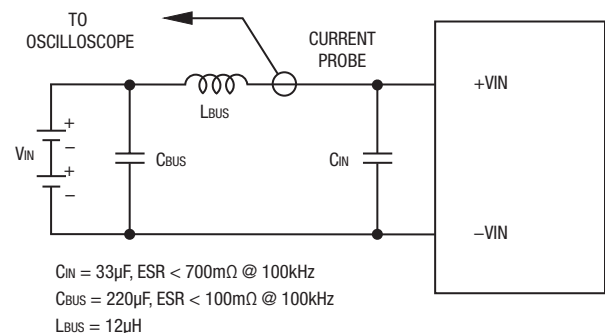 TO
OSCILLOSCOPE
CURRENT
PROBE
+VIN
LBUS
+
−
+
−
VIN
CBUS
CIN
−VIN
CIN = 33µF, ESR < 700mΩ @ 100kHz
CBUS = 220µF, ESR < 100mΩ @ 100kHz
LBUS = 12µH